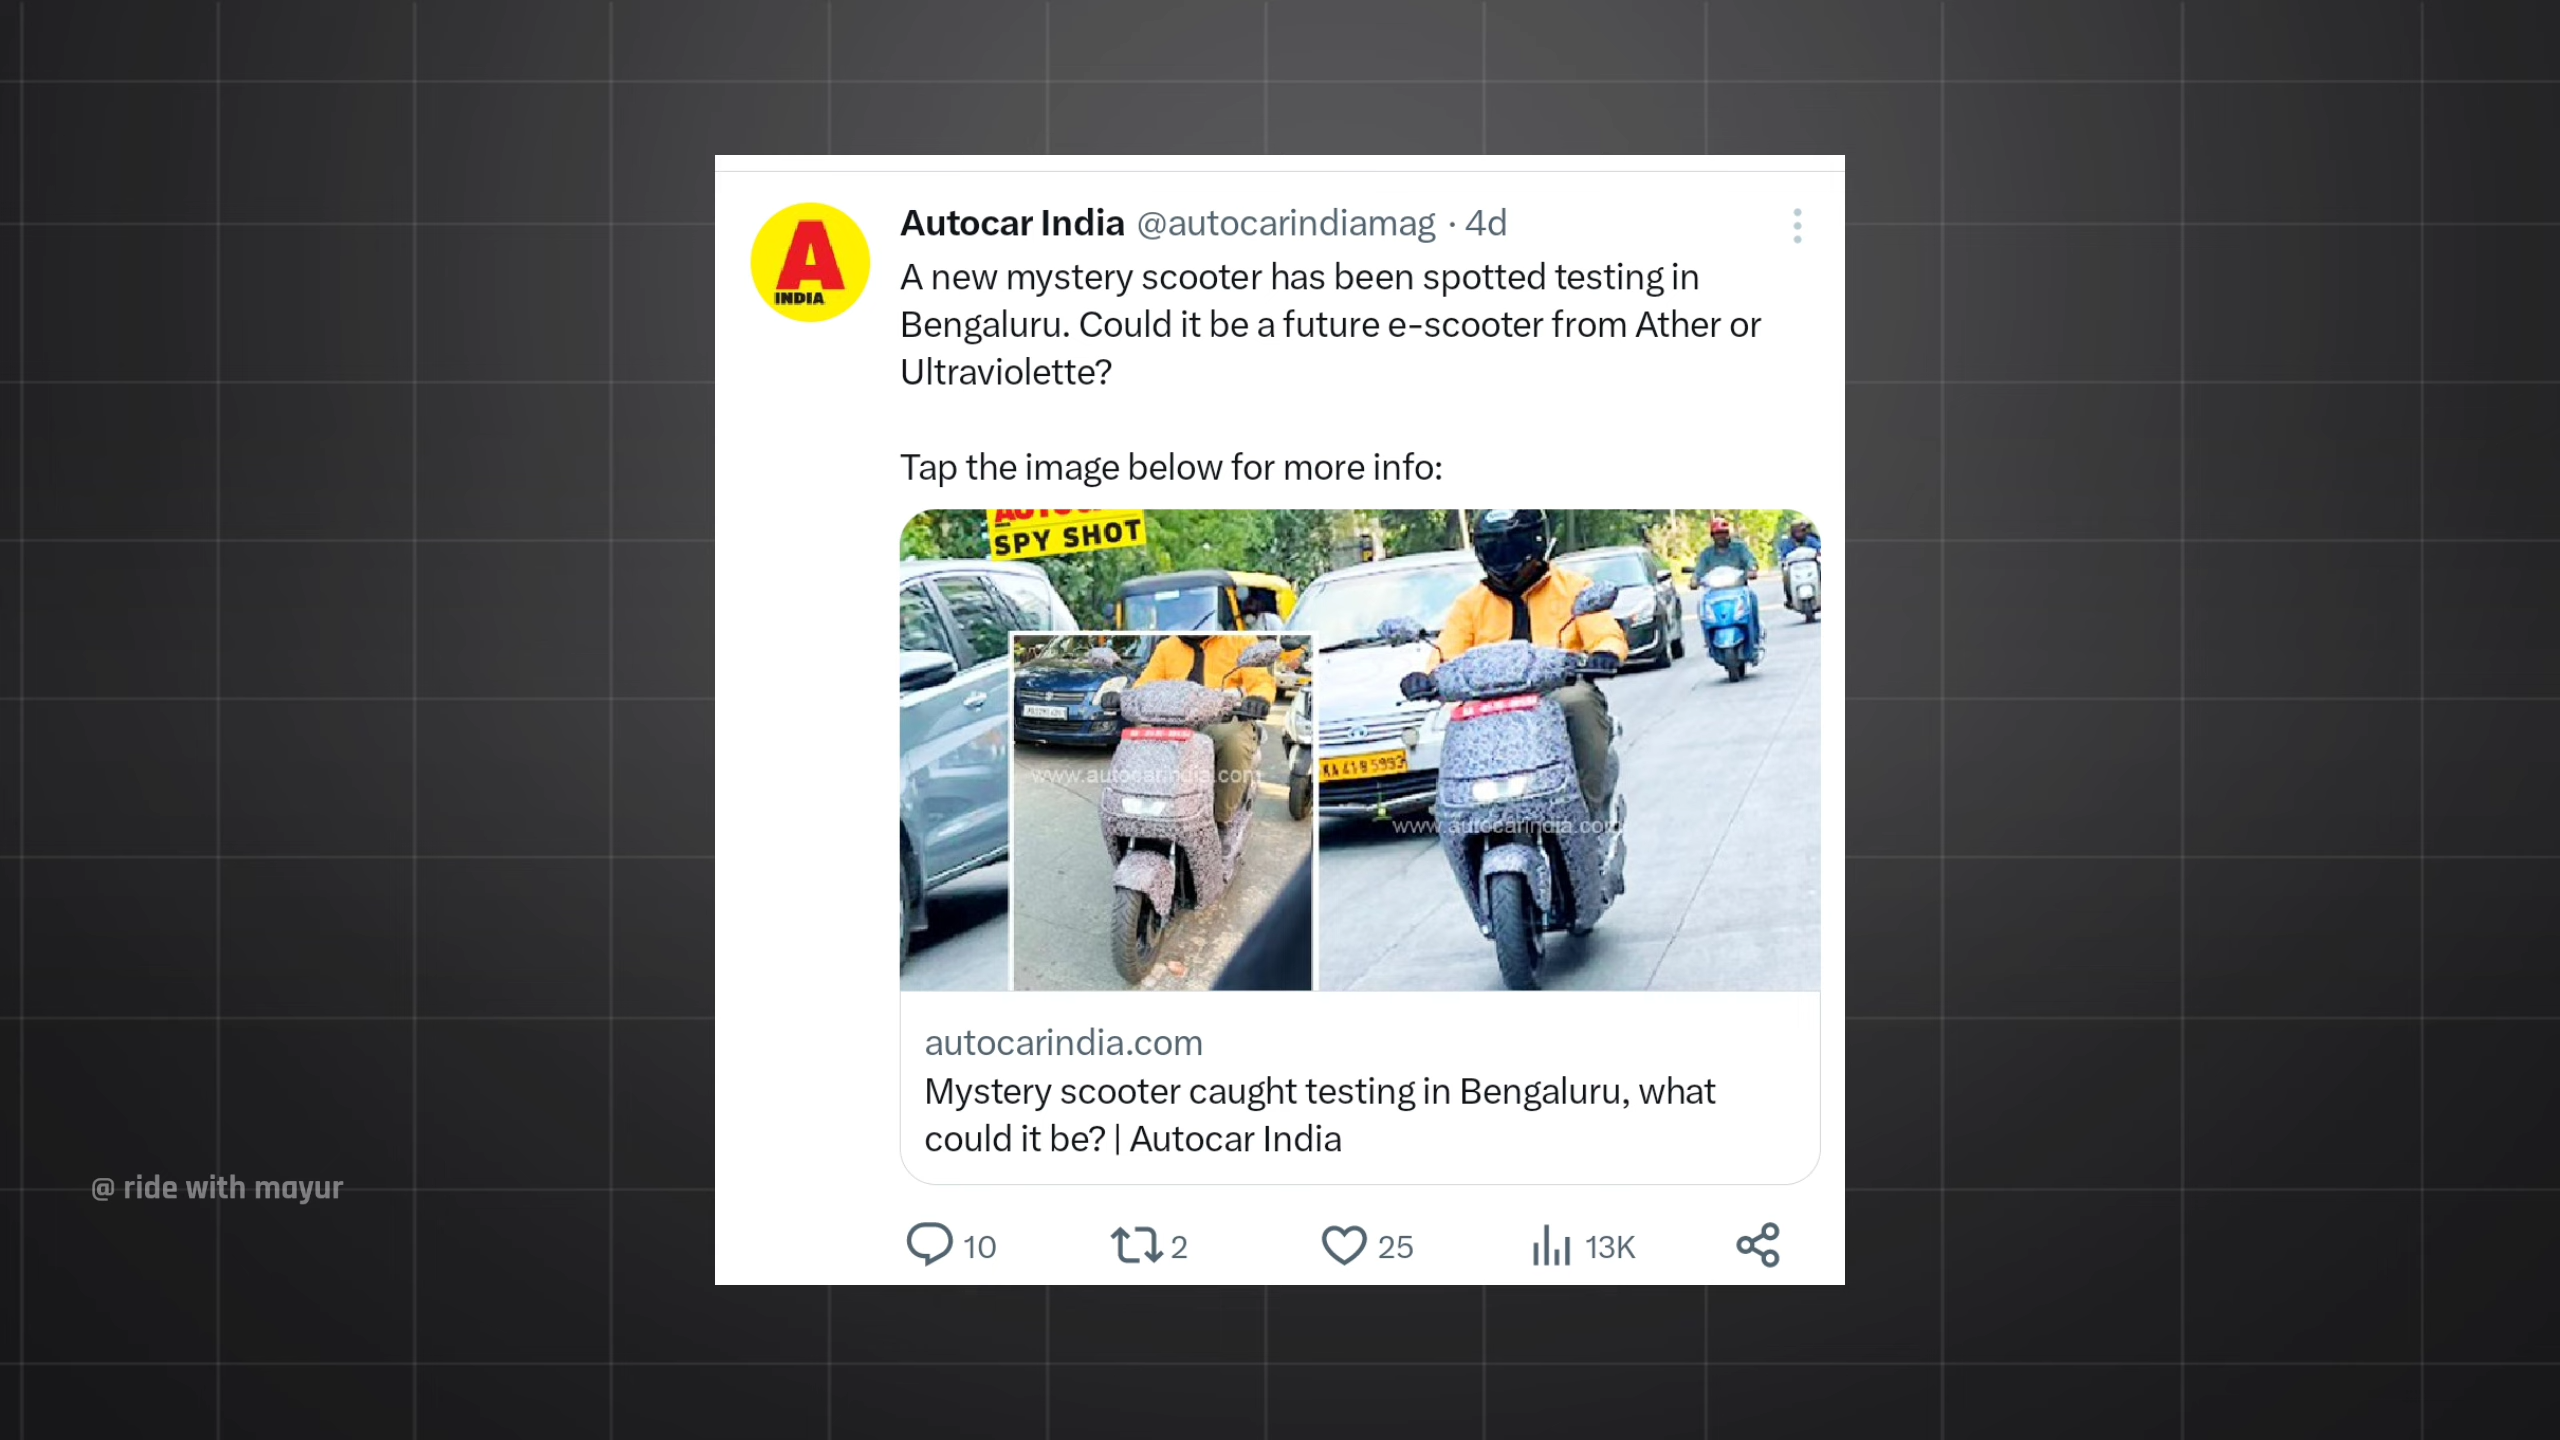 A
INDIA
Autocar India @autocarindiamag · 4d
A new mystery scooter has been spotted testing in
Bengaluru. Could it be a future e-scooter from Ather or
Ultraviolette?
Tap the image below for more info:
SPY SHOT
KA 41 B 5993
www.autocarindia.com
www.autocarindia.com
autocarindia.com
Mystery scooter caught testing in Bengaluru, what
could it be? | Autocar India
@ ride with mayur
10
2
25
13K